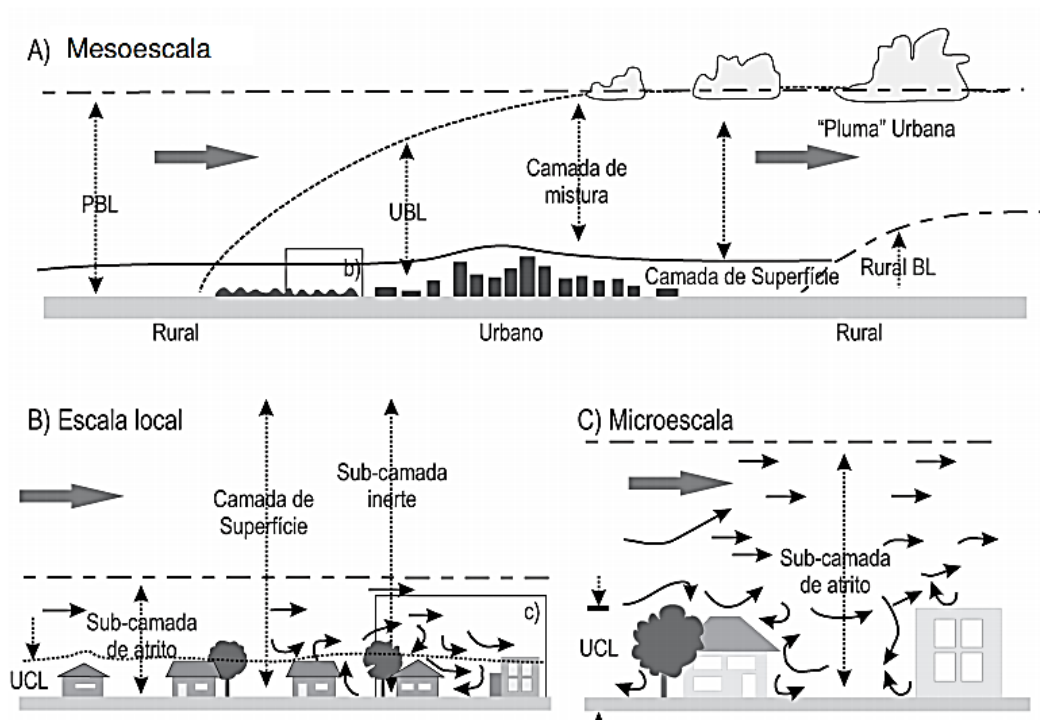 A) Mesoescala
"Pluma" Urbana
Camada de
mistura
PBL
UBL
b)
Camada de Superfície
Rural BL
Rural
Urbano
Rural
B) Escala local
Sub-camada
inerte
Camada de
Superfície
c)
Sub-camada
de atrito
UCL
C) Microescala
Sub-camada
de atrito
UCL